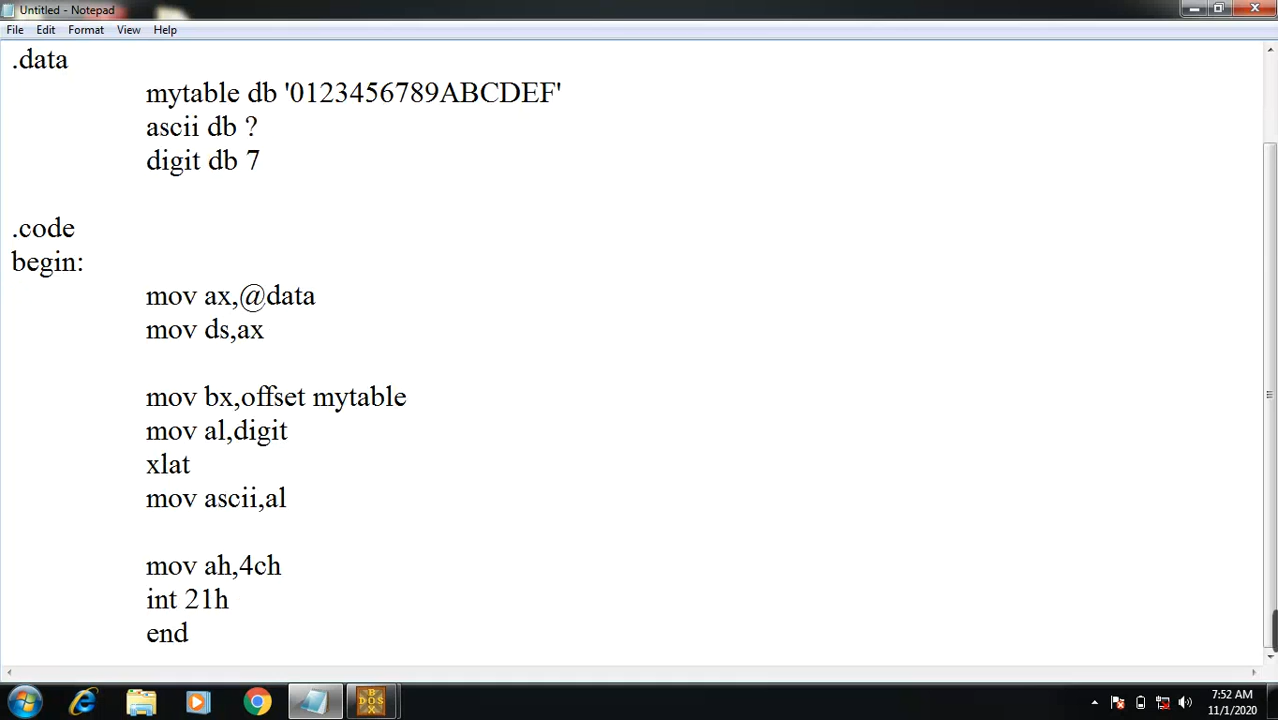 Untitled - Notepad
File Edit Format View Help
.data
mytable db '0123456789ABCDEF'
ascii db ?
digit db 7
.code
begin:
mov ax,@data
mov ds,ax
mov bx,offset mytable
mov al,digit
xlat
mov ascii,al
mov ah,4ch
int 21h
end
B
DOS
X
7:52 AM
11/1/2020